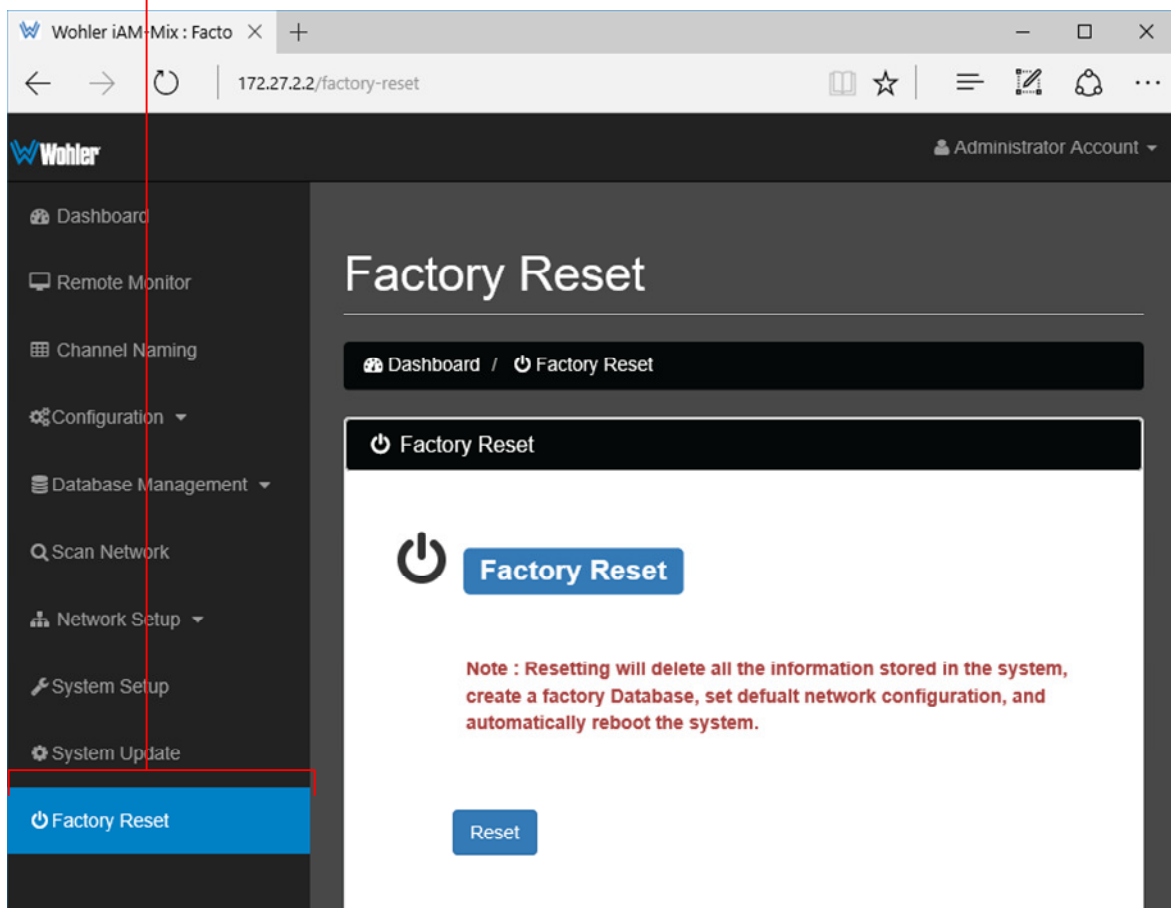 Wohler iAM-Mix : Facto
172.27.2.2/factory-reset
Wohler
Administrator Account
Dashboard
Remote Monitor
Channel Naming
Configuration
Database Management
Scan Network
Network Setup
System Setup
System Update
Factory Reset
Factory Reset
Dashboard / Factory Reset
Factory Reset
Factory Reset
Note : Resetting will delete all the information stored in the system,
create a factory Database, set defualt network configuration, and
automatically reboot the system.
Reset